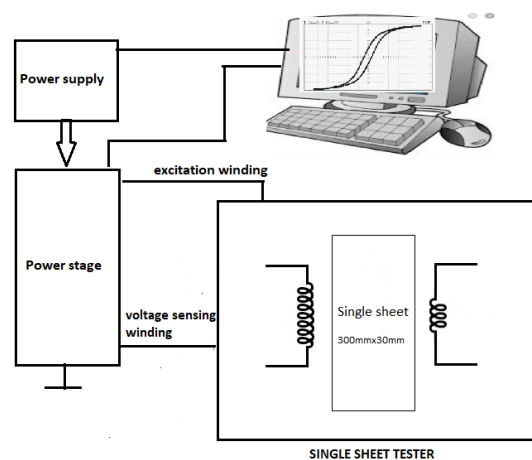 Power supply
excitation winding
Power stage
voltage sensing
winding
Single sheet
300mmx30mm
SINGLE SHEET TESTER